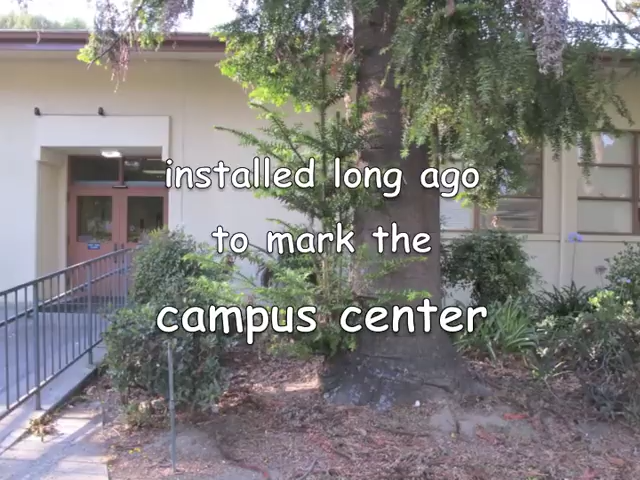 installed long ago
to mark the
campus center